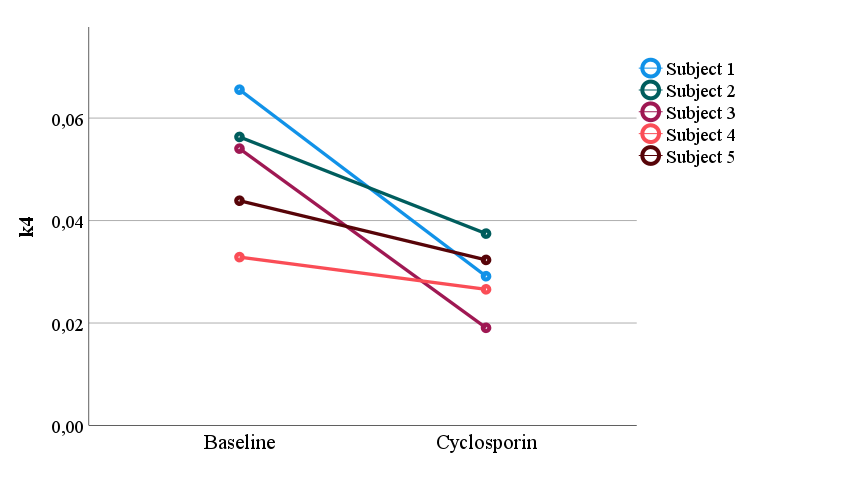 Subject 1
Subject 2
Subject 3
Subject 4
Subject 5
k4
0,06
0,04
0,02
0,00
Baseline
Cyclosporin